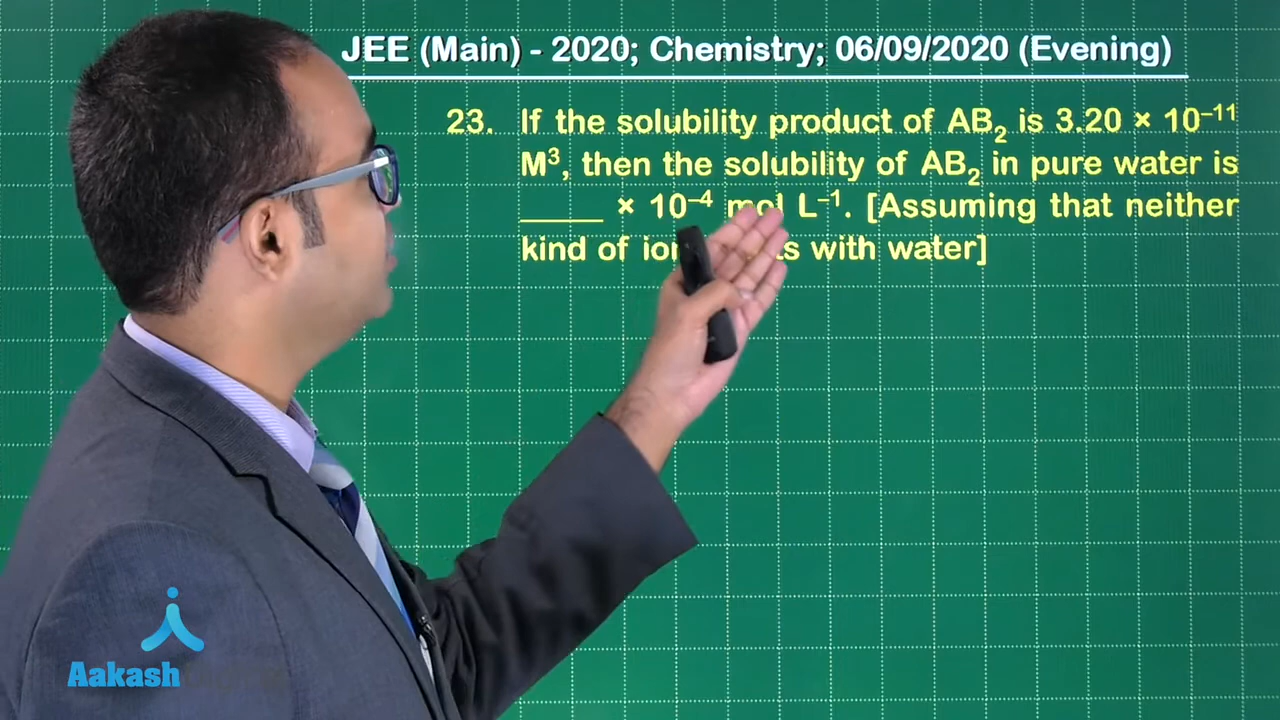 JEE (Main) - 2020; Chemistry; 06/09/2020 (Evening)
23. If the solubility product of AB₂ is 3.20 × 10⁻¹¹
M³, then the solubility of AB₂ in pure water is
_____ × 10⁻⁴ mol L⁻¹. [Assuming that neither
kind of with water]
Aakash